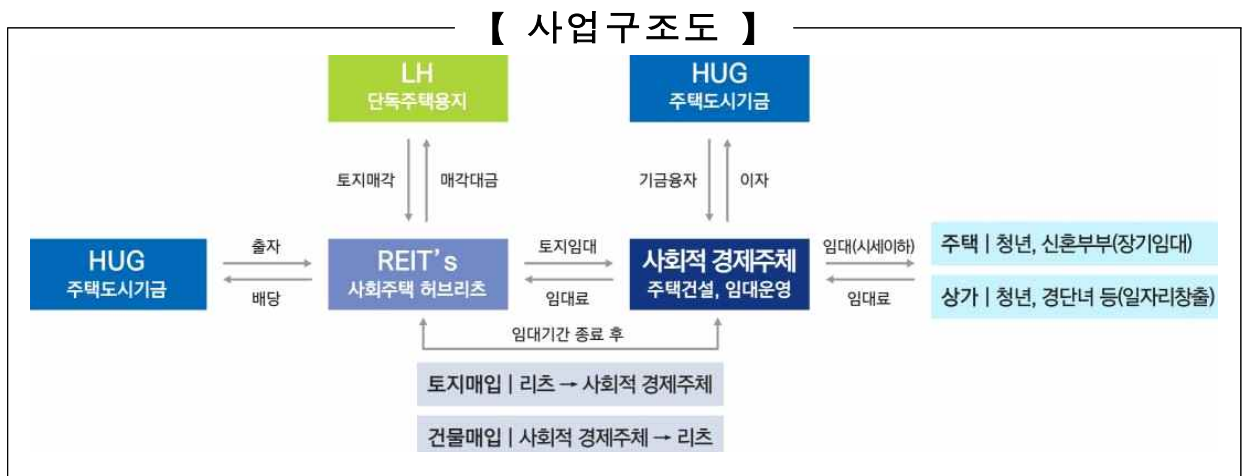 【 사업구조도 】
LH
단독주택용지
HUG
주택도시기금
토지매각
매각대금
기금융자
이자
HUG
주택도시기금
출자
배당
REIT's
사회주택 허브리츠
토지임대
임대료
사회적 경제주체
주택건설, 임대운영
임대(시세이하)
임대료
주택 | 청년, 신혼부부(장기임대)
상가 | 청년, 경단녀 등(일자리창출)
임대기간 종료 후
토지매입 | 리츠 → 사회적 경제주체
건물매입 | 사회적 경제주체 → 리츠